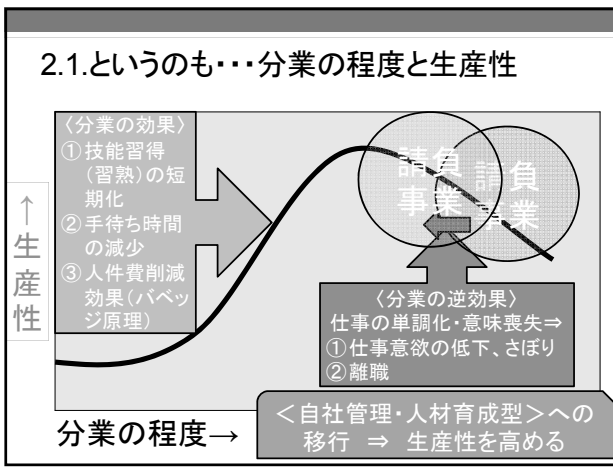 2.1.というのも・・・分業の程度と生産性
〈分業の効果〉
①技能習得
(習熟)の短
期化
②手待ち時間
の減少
③人件費削減
効果(バベッ
ジ原理)
請負
事業
請負
事業
↑
生
産
性
〈分業の逆効果〉
仕事の単調化・意味喪失⇒
①仕事意欲の低下、さぼり
②離職
分業の程度→
<自社管理・人材育成型>への
移行 ⇒ 生産性を高める